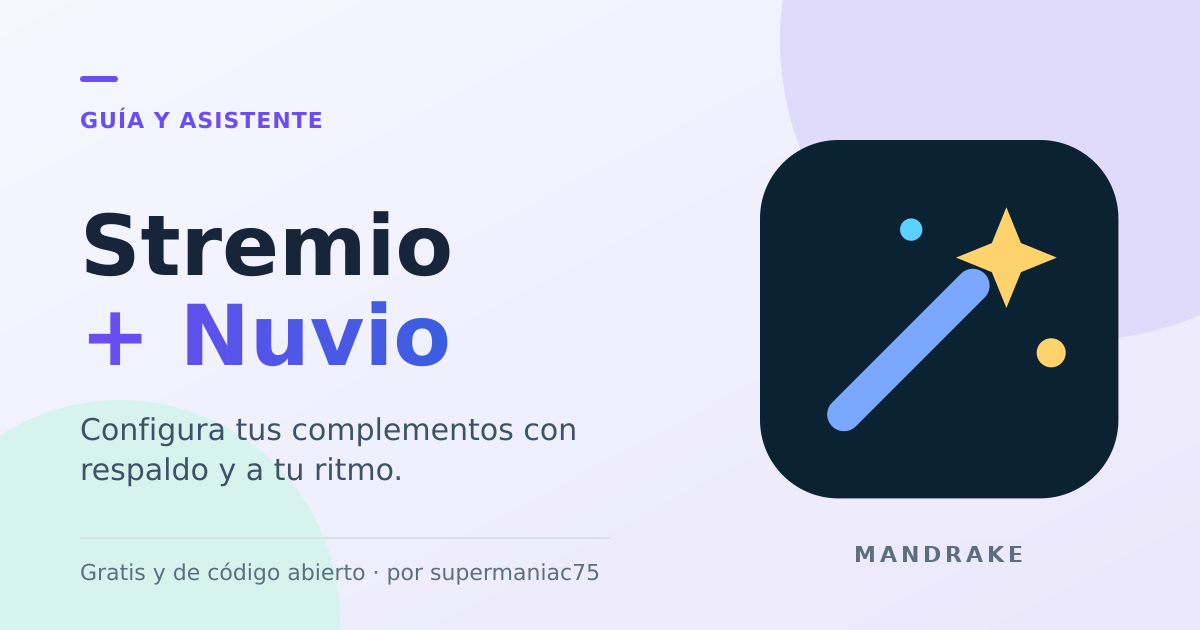 GUÍA Y ASISTENTE
Stremio
+ Nuvio
Configura tus complementos con
respaldo y a tu ritmo.
Gratis y de código abierto · por supermaniac75
MANDRAKE